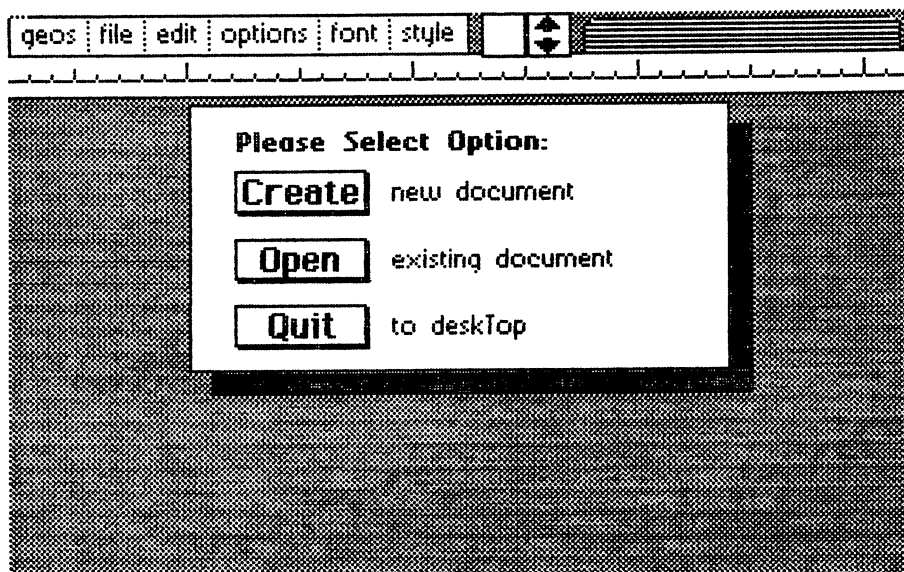 geos file edit options font style
Please Select Option:
Create new document
Open existing document
Quit to deskTop